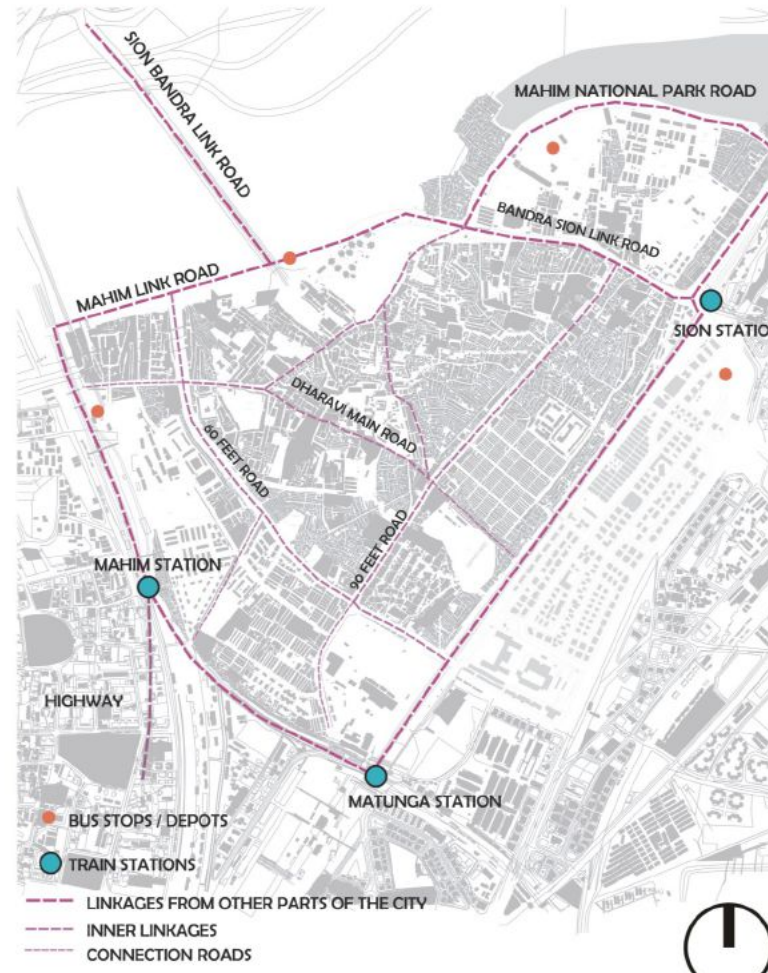 SION BANDRA LINK ROAD
MAHIM NATIONAL PARK ROAD
BANDRA SION LINK ROAD
MAHIM LINK ROAD
SION STATIO
DHARAVI MAIN ROAD
60 FEET ROAD
90 FEET ROAD
MAHIM STATION
HIGHWAY
MATUNGA STATION
BUS STOPS / DEPOTS
TRAIN STATIONS
LINKAGES FROM OTHER PARTS OF THE CITY
INNER LINKAGES
CONNECTION ROADS